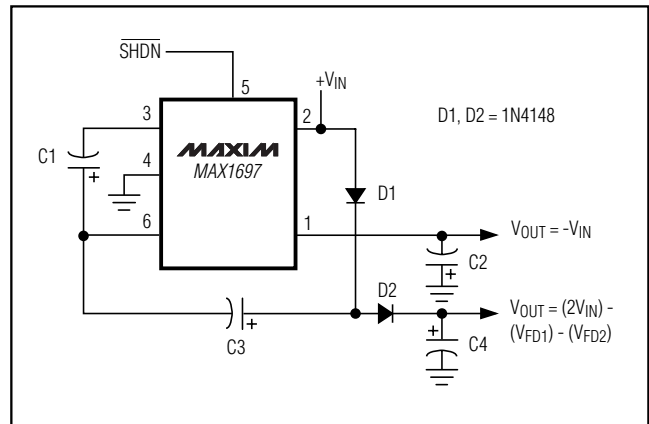 SHDN
+VIN
5
3
2
D1, D2 = 1N4148
C1
+
4
MAXIM
MAX1697
D1
6
1
VOUT = -VIN
C2
+
D2
VOUT = (2VIN) -
(VFD1) - (VFD2)
+
C3
+
C4